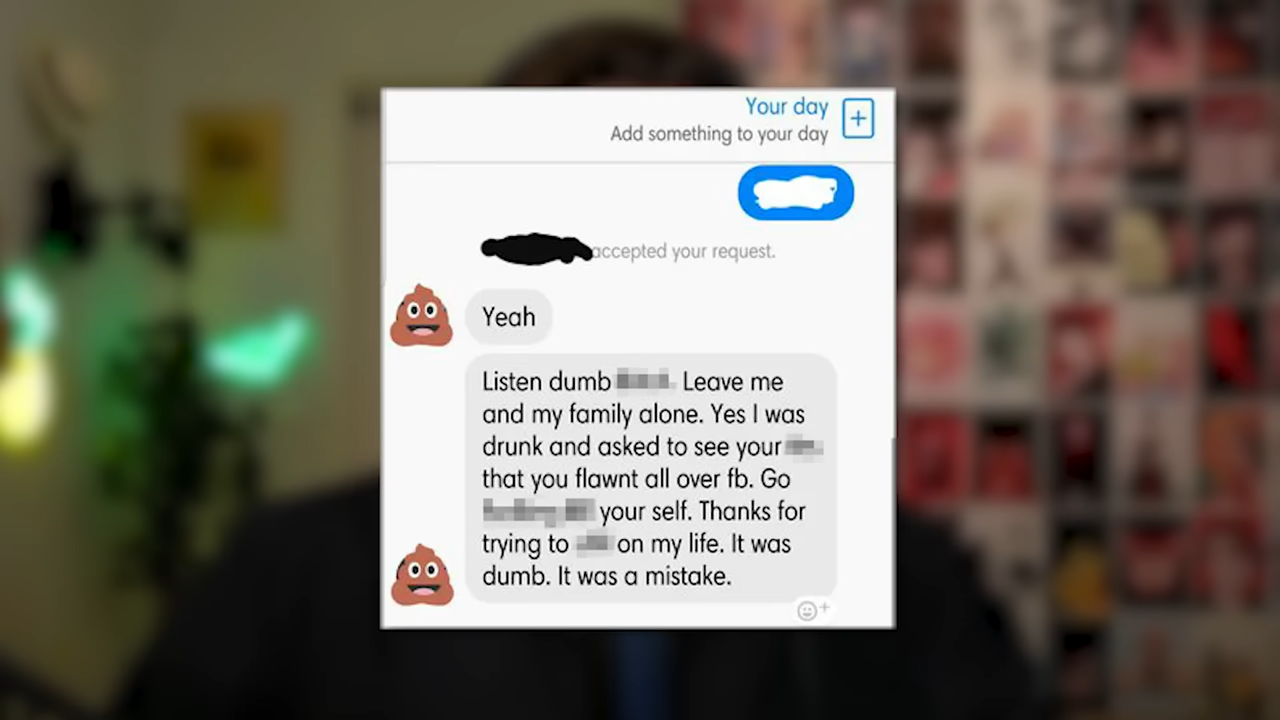 Your day
Add something to your day
accepted your request.
Yeah
Listen dumb . Leave me
and my family alone. Yes I was
drunk and asked to see your
that you flawnt all over fb. Go
your self. Thanks for
trying to on my life. It was
dumb. It was a mistake.